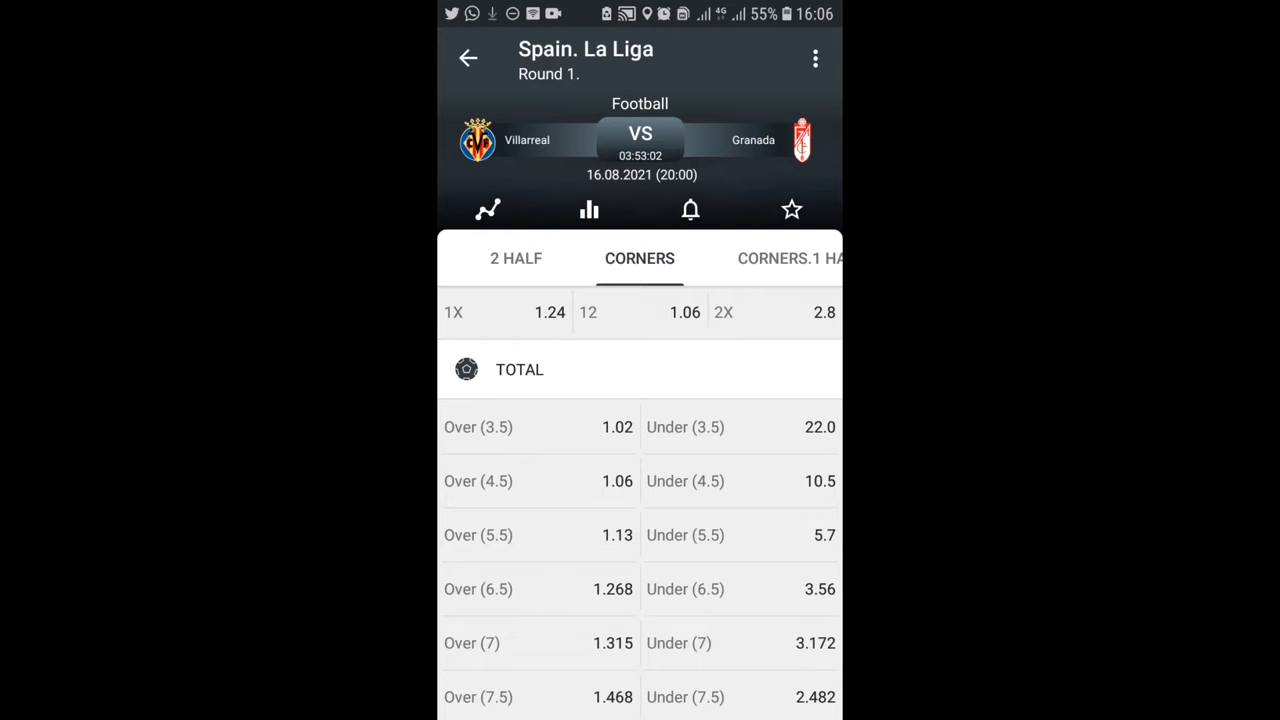 4G 55% 16:06
Spain. La Liga
Round 1.
Football
Villarreal VS Granada
03:53:02
16.08.2021 (20:00)
2 HALF CORNERS CORNERS.1 HA
1X 1.24 12 1.06 2X 2.8
TOTAL
Over (3.5) 1.02 Under (3.5) 22.0
Over (4.5) 1.06 Under (4.5) 10.5
Over (5.5) 1.13 Under (5.5) 5.7
Over (6.5) 1.268 Under (6.5) 3.56
Over (7) 1.315 Under (7) 3.172
Over (7.5) 1.468 Under (7.5) 2.482